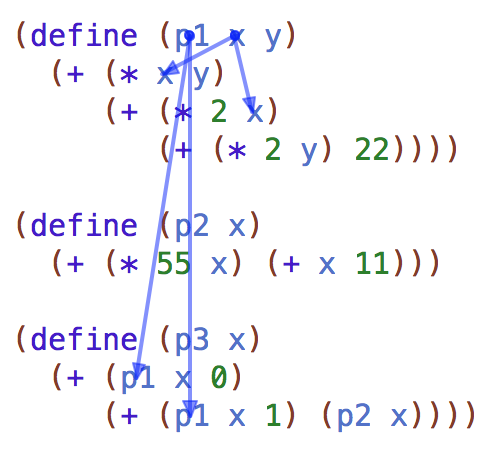 (define (p1 x y)
  (+ (* x y)
     (+ (* 2 x)
        (+ (* 2 y) 22))))
(define (p2 x)
  (+ (* 55 x) (+ x 11)))
(define (p3 x)
  (+ (p1 x 0)
     (+ (p1 x 1) (p2 x))))